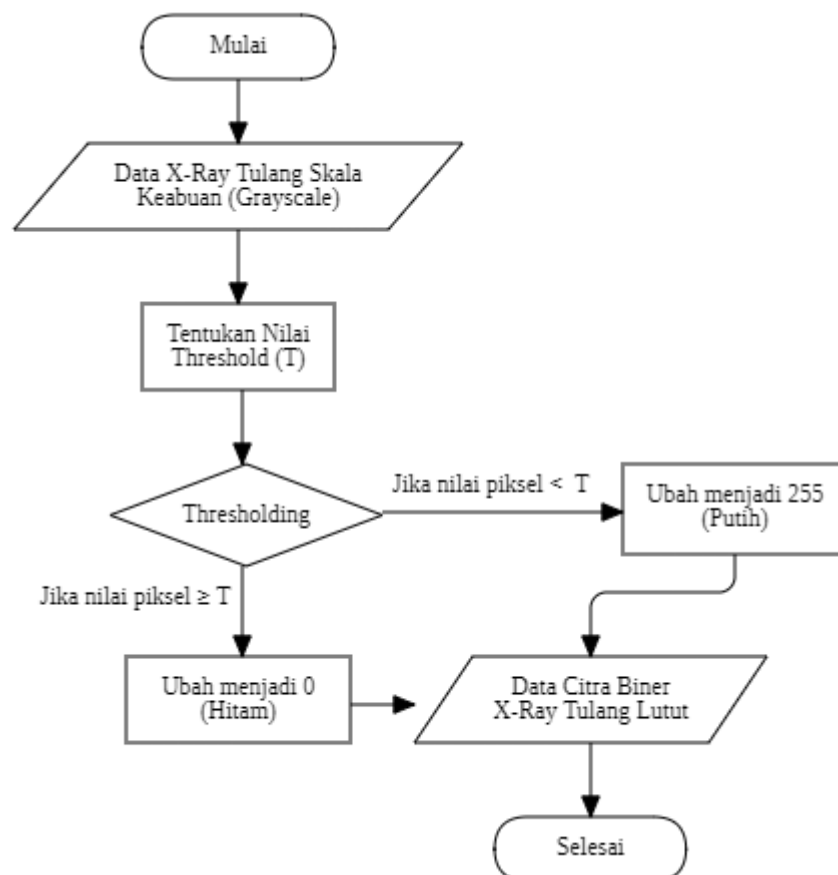 Mulai
Data X-Ray Tulang Skala
Keabuan (Grayscale)
Tentukan Nilai
Threshold (T)
Thresholding
Jika nilai piksel < T
Ubah menjadi 255
(Putih)
Jika nilai piksel ≥ T
Ubah menjadi 0
(Hitam)
Data Citra Biner
X-Ray Tulang Lutut
Selesai